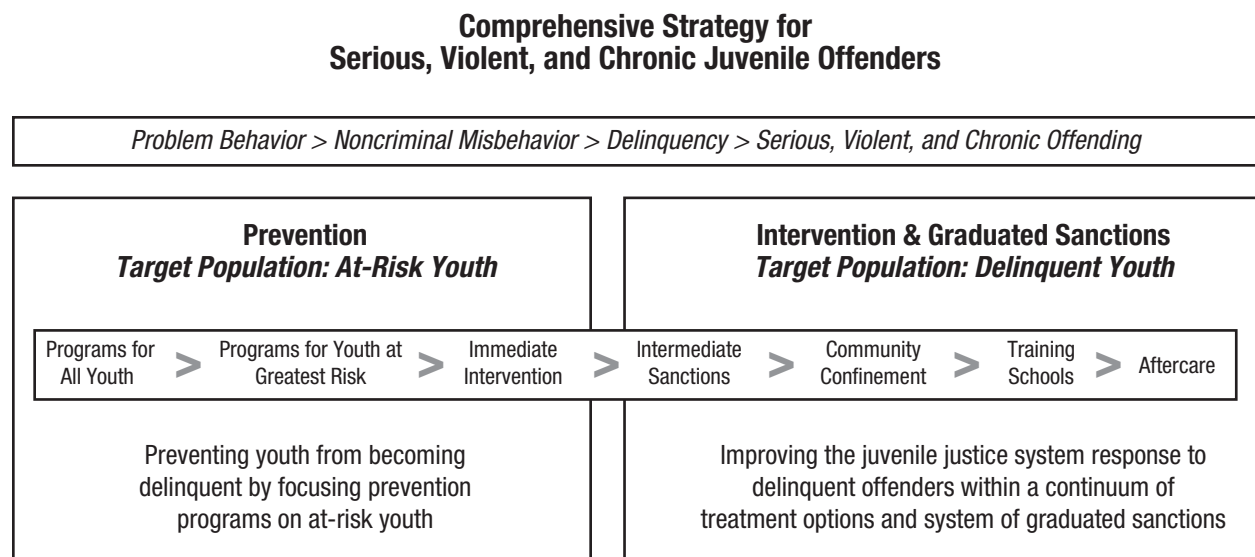 Comprehensive Strategy for
Serious, Violent, and Chronic Juvenile Offenders
Problem Behavior > Noncriminal Misbehavior > Delinquency > Serious, Violent, and Chronic Offending
Prevention
Target Population: At-Risk Youth
Intervention & Graduated Sanctions
Target Population: Delinquent Youth
Programs for
All Youth
>
Programs for Youth at
Greatest Risk
>
Immediate
Intervention
>
Intermediate
Sanctions
>
Community
Confinement
>
Training
Schools
>
Aftercare
Preventing youth from becoming
delinquent by focusing prevention
programs on at-risk youth
Improving the juvenile justice system response to
delinquent offenders within a continuum of
treatment options and system of graduated sanctions